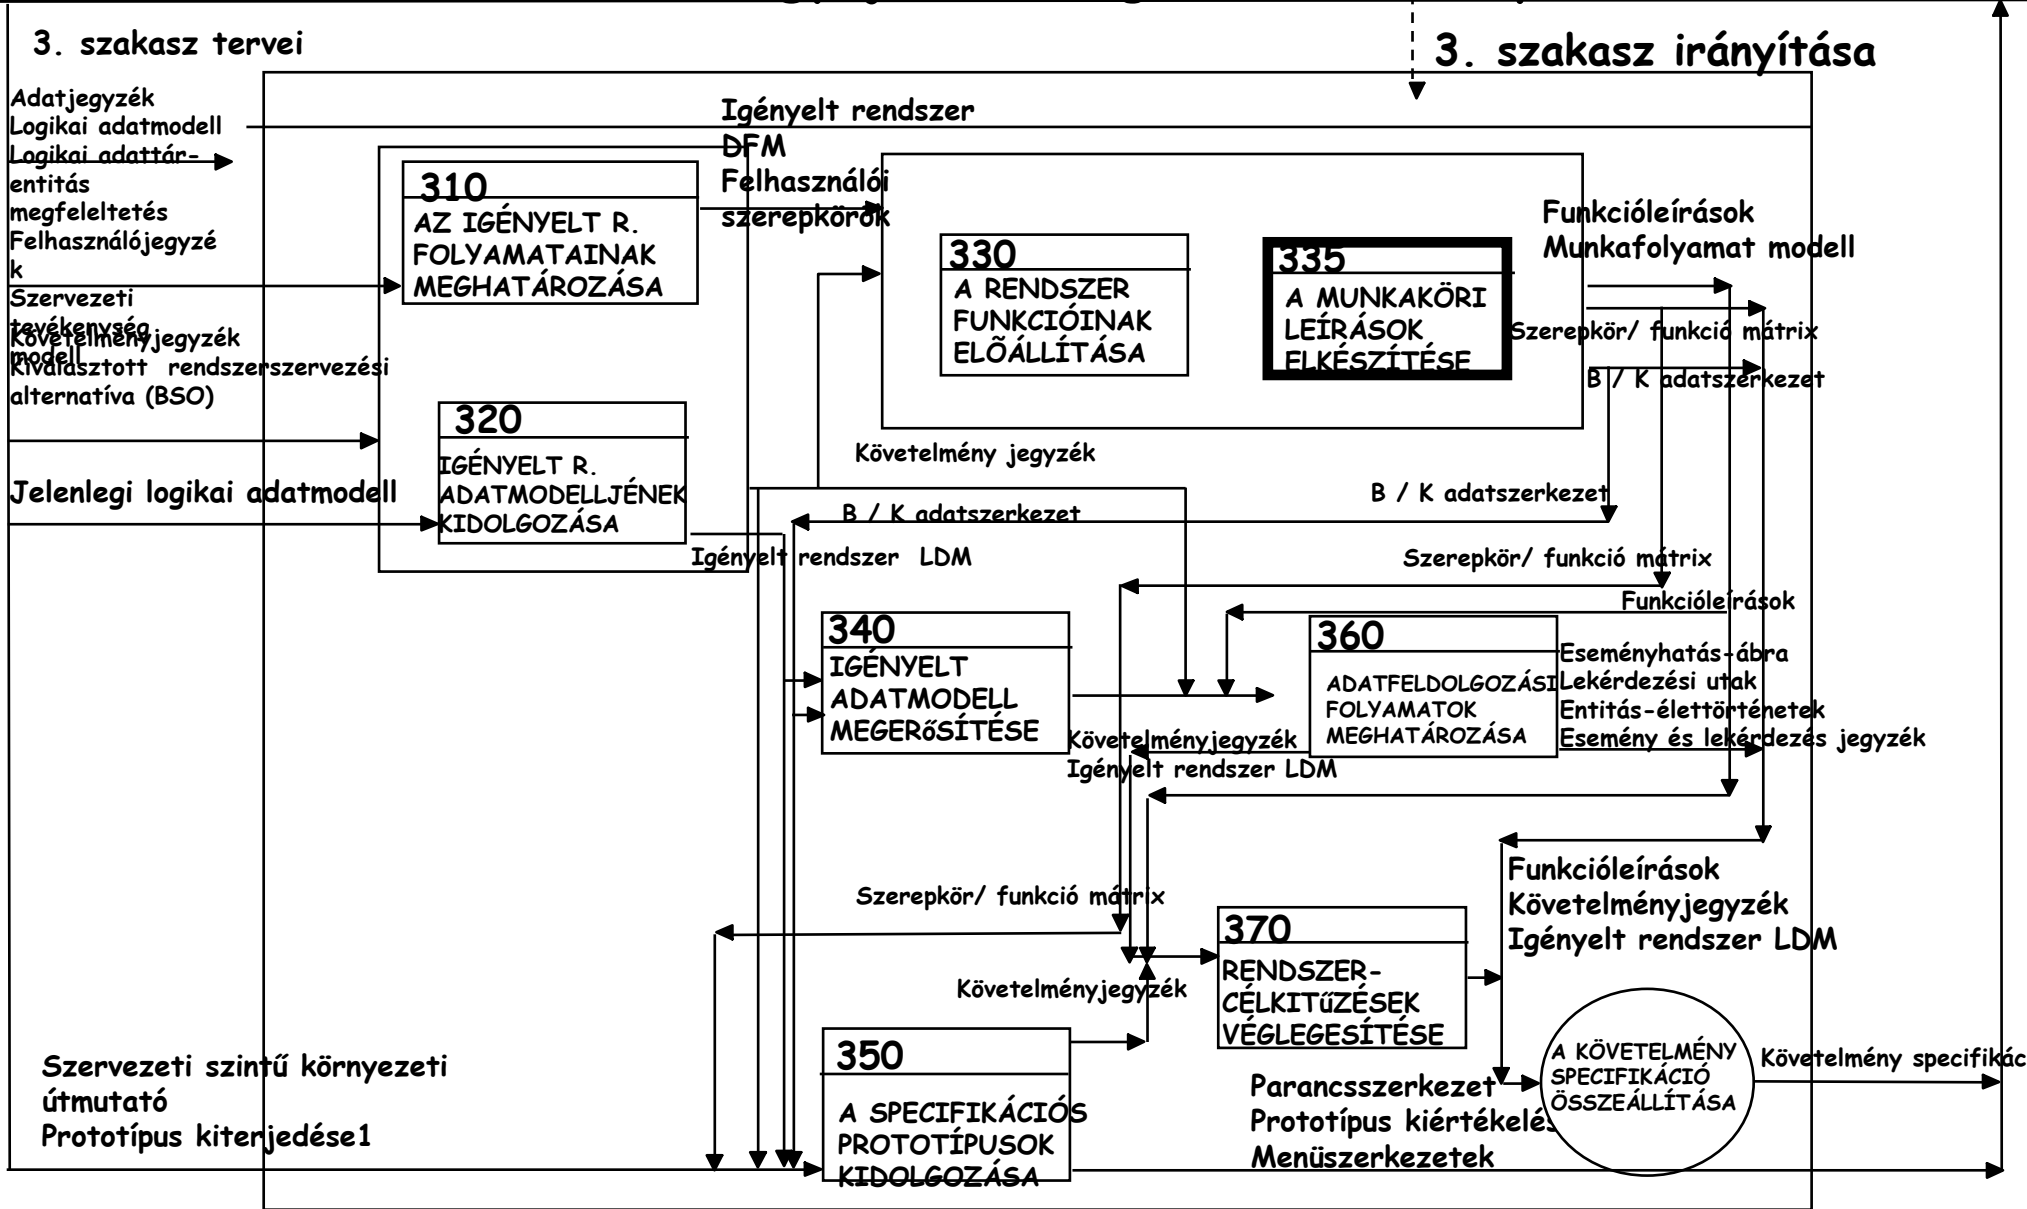 3. szakasz tervei
3. szakasz irányítása
Adatjegyzék
Logikai adatmodell
Logikai adattár-
entitás
megfeleltetés
Felhasználójegyzé
k
Szervezeti
tevékenység
modell
Követelményjegyzék
Kiválasztott rendszerszervezési
alternatíva (BSO)
Jelenlegi logikai adatmodell
Igényelt rendszer
DFM
Felhasználói
szerepkörök
310
AZ IGÉNYELT R.
FOLYAMATAINAK
MEGHATÁROZÁSA
320
IGÉNYELT R.
ADATMODELLJÉNEK
KIDOLGOZÁSA
330
A RENDSZER
FUNKCIÓINAK
ELÕÁLLÍTÁSA
335
A MUNKAKÖRI
LEÍRÁSOK
ELKÉSZÍTÉSE
Funkcióleírások
Munkafolyamat modell
Szerepkör/ funkció mátrix
B / K adatszerkezet
Követelmény jegyzék
B / K adatszerkezet
B / K adatszerkezet
Igényelt rendszer LDM
Szerepkör/ funkció mátrix
Funkcióleírások
340
IGÉNYELT
ADATMODELL
MEGERőSÍTÉSE
360
ADATFELDOLGOZÁSI
FOLYAMATOK
MEGHATÁROZÁSA
Eseményhatás-ábra
Lekérdezési utak
Entitás-élettörténetek
Esemény és lekérdezés jegyzék
Követelményjegyzék
Igényelt rendszer LDM
Funkcióleírások
Követelményjegyzék
Igényelt rendszer LDM
Szerepkör/ funkció mátrix
370
RENDSZER-
CÉLKITűZÉSEK
VÉGLEGESÍTÉSE
Követelményjegyzék
350
A SPECIFIKÁCIÓS
PROTOTÍPUSOK
KIDOLGOZÁSA
Szervezeti szintű környezeti
útmutató
Prototípus kiterjedése1
Parancsszerkezet
Prototípus kiértékelés
Menüszerkezetek
A KÖVETELMÉNY
SPECIFIKÁCIÓ
ÖSSZEÁLLÍTÁSA
Követelmény specifikác